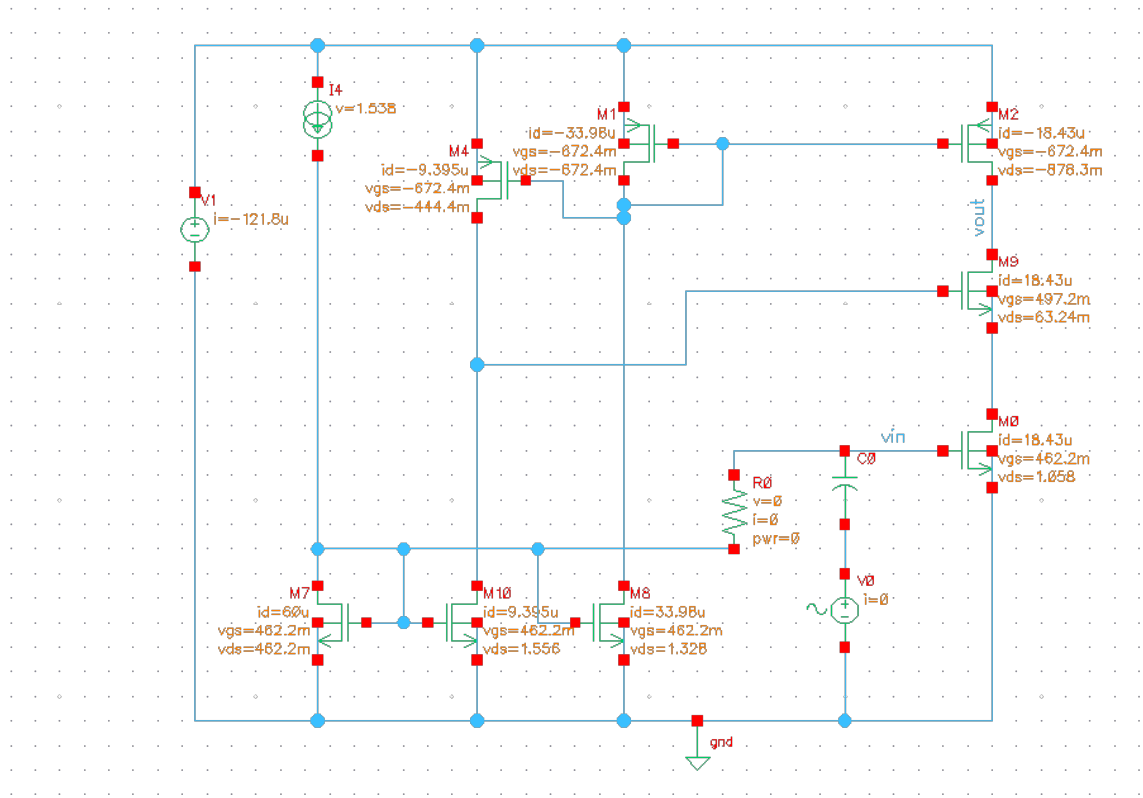 I4
v=1.538
M4
id=-9.395u
vgs=-672.4m
vds=-444.4m
M1
id=-33.98u
vgs=-672.4m
vds=-672.4m
M2
id=-18.43u
vgs=-672.4m
vds=-878.3m
V1
i=-121.8u
vout
M9
id=18.43u
vgs=497.2m
vds=63.24m
vin
M0
id=18.43u
vgs=462.2m
vds=1.058
C0
R0
v=0
i=0
pwr=0
V0
i=0
M7
id=60u
vgs=462.2m
vds=462.2m
M10
id=9.395u
vgs=462.2m
vds=1.556
M8
id=33.98u
vgs=462.2m
vds=1.328
gnd